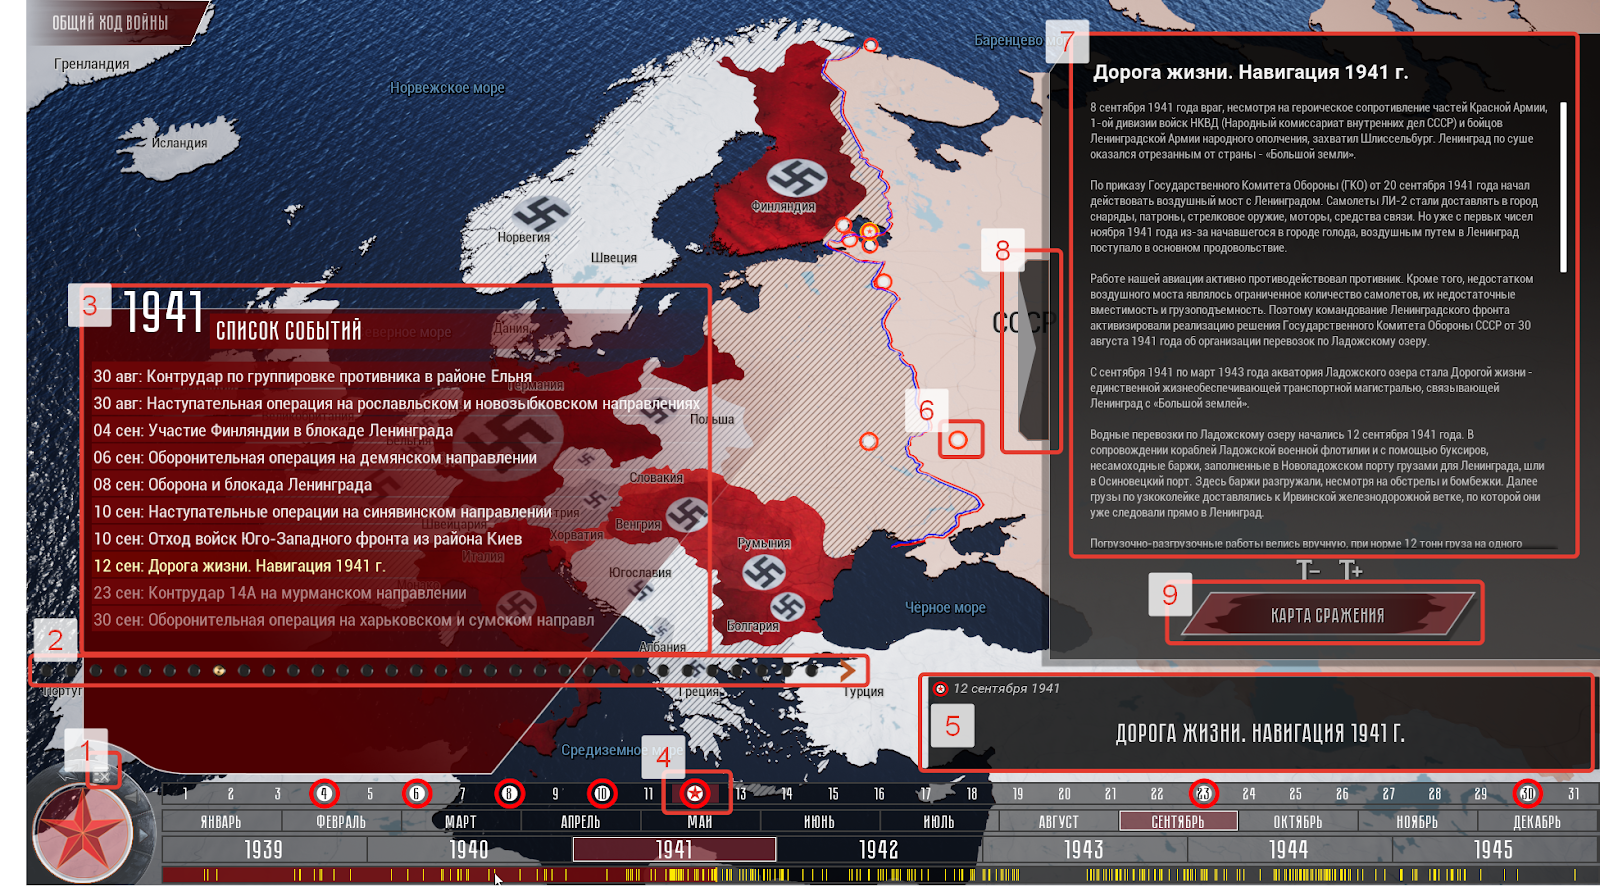 ОБЩИЙ ХОД ВОЙНЫ
Гренландия
Норвежское море
Баренцево мо
Исландия
Финляндия
Норвегия
Швеция
7
Дорога жизни. Навигация 1941 г.
8 сентября 1941 года враг, несмотря на героическое сопротивление частей Красной Армии,
1-ой дивизии войск НКВД (Народный комиссариат внутренних дел СССР) и бойцов
Ленинградской Армии народного ополчения, захватил Шлиссельбург. Ленинград по суше
оказался отрезанным от страны - «Большой земли».
По приказу Государственного Комитета Обороны (ГКО) от 20 сентября 1941 года начал
действовать воздушный мост с Ленинградом. Самолеты ЛИ-2 стали доставлять в город
снаряды, патроны, стрелковое оружие, моторы, средства связи. Но уже с первых чисел
ноября 1941 года из-за начавшегося в городе голода, воздушным путем в Ленинград
поступало в основном продовольствие.
Работе нашей авиации активно противодействовал противник. Кроме того, недостатком
воздушного моста являлось ограниченное количество самолетов, их недостаточные
вместимость и грузоподъемность. Поэтому командование Ленинградского фронта
активизировали реализацию решения Государственного Комитета Обороны СССР от 30
августа 1941 года об организации перевозок по Ладожскому озеру.
С сентября 1941 по март 1943 года акватория Ладожского озера стала Дорогой жизни -
единственной жизнеобеспечивающей транспортной магистралью, связывающей
Ленинград с «Большой землей».
Водные перевозки по Ладожскому озеру начались 12 сентября 1941 года. В
сопровождении кораблей Ладожской военной флотилии и с помощью буксиров,
несамоходные баржи, заполненные в Новоладожском порту грузами для Ленинграда, шли
в Осиновецкий порт. Здесь баржи разгружали, несмотря на обстрелы и бомбежки. Далее
грузы по узкоколейке доставлялись к Ириновской железнодорожной ветке, по которой они
уже следовали прямо в Ленинград.
Погрузочно-разгрузочные работы велись вручную, при норме 12 тонн груза на одного
8
СССР
6
T- T+
9
КАРТА СРАЖЕНИЯ
3
1941
СПИСОК СОБЫТИЙ
еверное море
Дания
Германия
Польша
Словакия
Швейцария
трия
Венгрия
Хорватия
Италия
Румыния
Монако
Югославия
Болгария
Албания
Чёрное море
30 авг: Контрудар по группировке противника в районе Ельня
30 авг: Наступательная операция на рославльском и новозыбковском направлениях
04 сен: Участие Финляндии в блокаде Ленинграда
06 сен: Оборонительная операция на демянском направлении
08 сен: Оборона и блокада Ленинграда
10 сен: Наступательные операции на синявинском направлении
10 сен: Отход войск Юго-Западного фронта из района Киев
12 сен: Дорога жизни. Навигация 1941 г.
23 сен: Контрудар 14А на мурманском направлении
30 сен: Оборонительная операция на харьковском и сумском направл
2
Португ
Греция
Турция
Средиземное море
12 сентября 1941
5
ДОРОГА ЖИЗНИ. НАВИГАЦИЯ 1941 Г.
1
4
1 2 3 4 5 6 7 8 9 10 11 13 14 15 16 17 18 19 20 21 22 23 24 25 26 27 28 29 30 31
ЯНВАРЬ ФЕВРАЛЬ МАРТ АПРЕЛЬ МАЙ ИЮНЬ ИЮЛЬ АВГУСТ СЕНТЯБРЬ ОКТЯБРЬ НОЯБРЬ ДЕКАБРЬ
1939 1940 1941 1942 1943 1944 1945